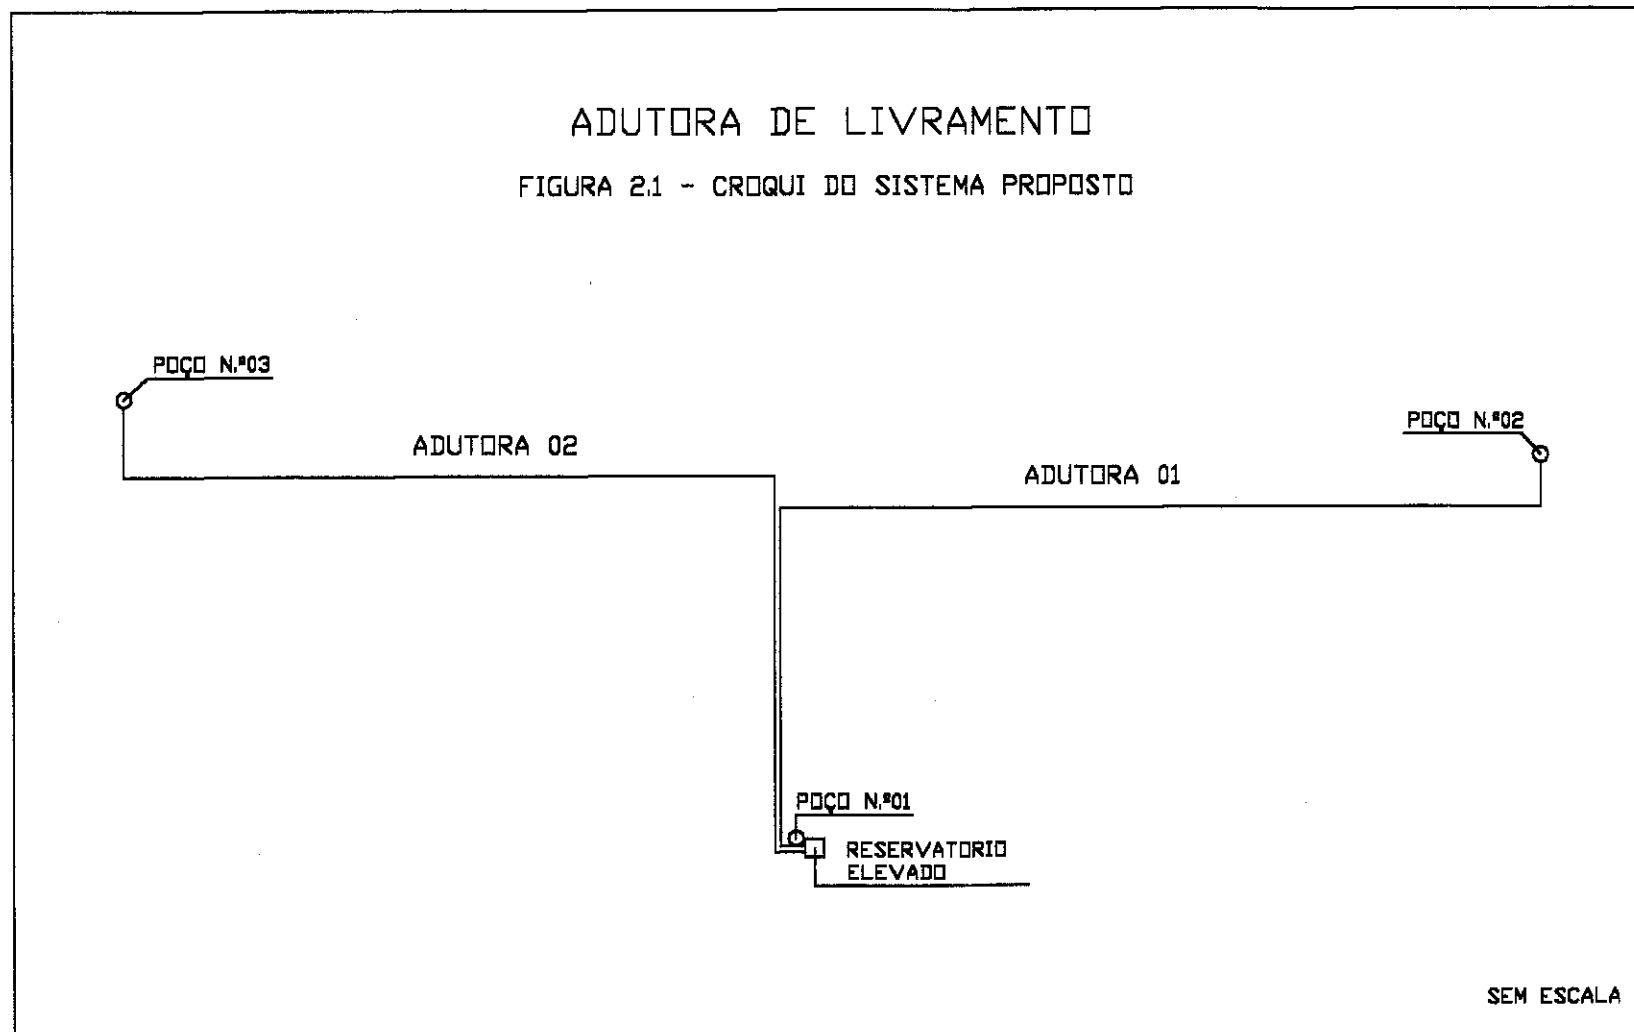 ADUTORA DE LIVRAMENTO
FIGURA 2.1 - CROQUI DO SISTEMA PROPOSTO
POÇO N.º03
POÇO N.º02
ADUTORA 02
ADUTORA 01
POÇO N.º01
RESERVATORIO
ELEVADO
SEM ESCALA